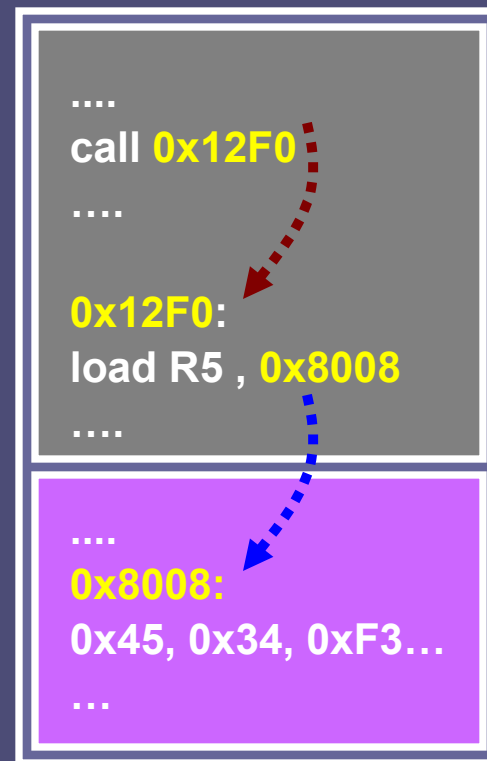 ....
call 0x12F0
….
0x12F0:
load R5 , 0x8008
….
....
0x8008:
0x45, 0x34, 0xF3…
…